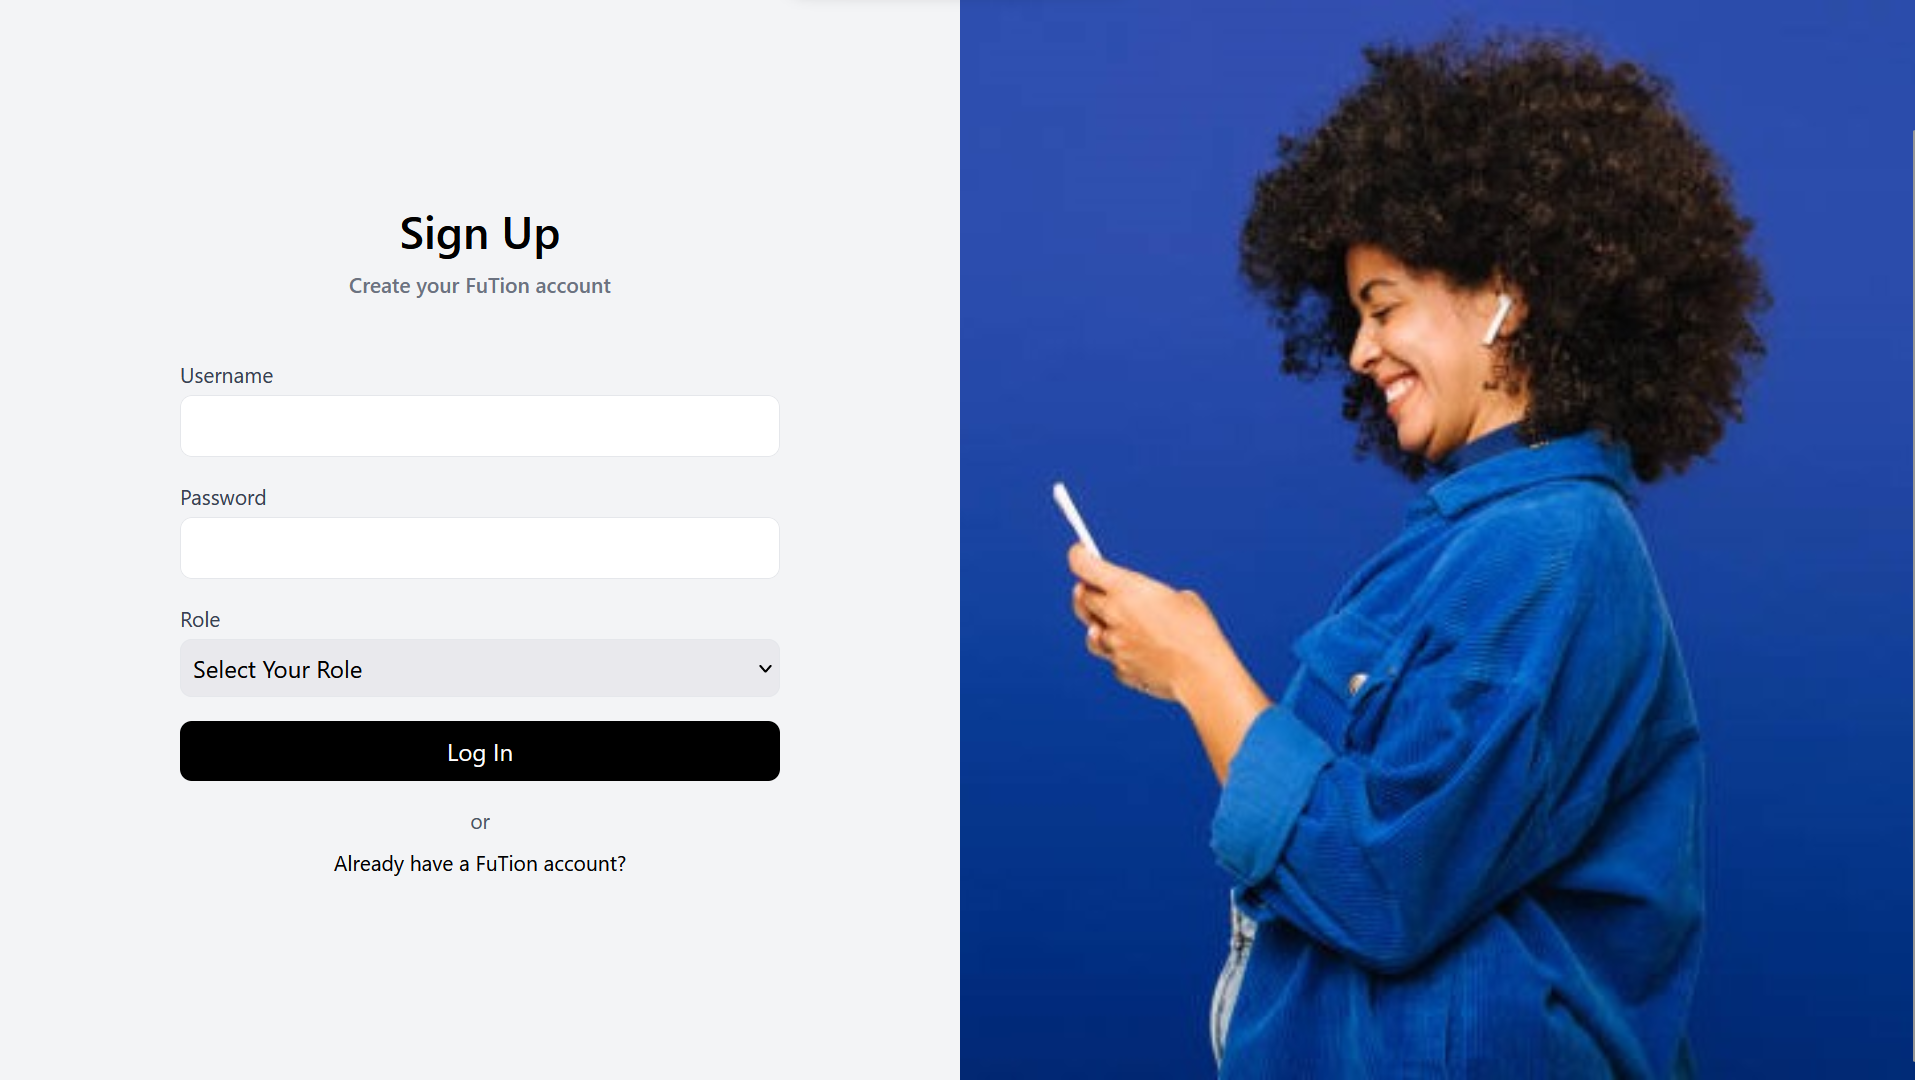 Sign Up
Create your FuTion account
Username
Password
Role
Select Your Role
Log In
or
Already have a FuTion account?